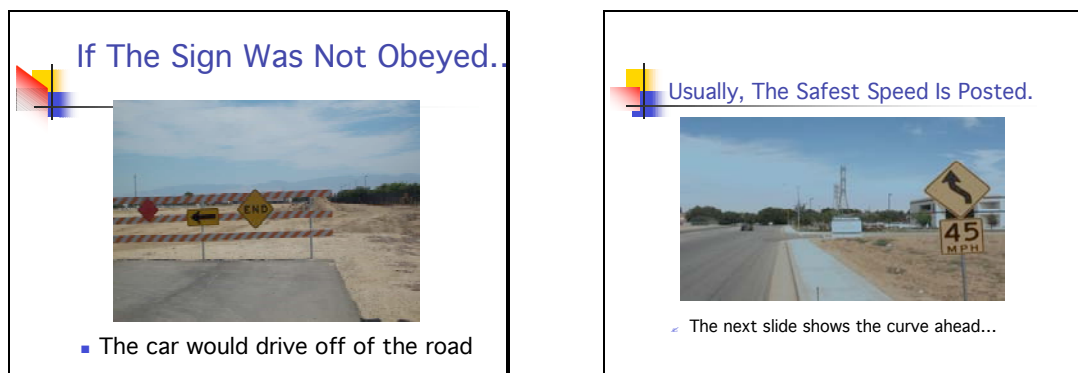 If The Sign Was Not Obeyed..
END
The car would drive off of the road
Usually, The Safest Speed Is Posted.
45
MPH
The next slide shows the curve ahead...